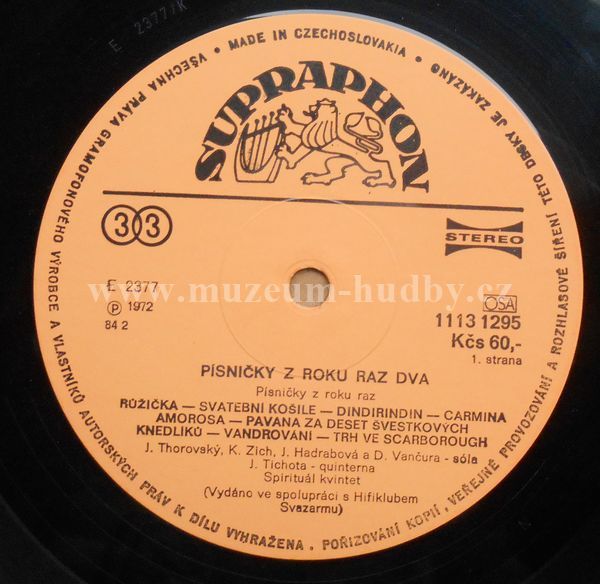 E 2377/K
VŠECHNA PRÁVA GRAMOFONOVÉHO VÝROBCE A VLASTNÍKŮ AUTORSKÝCH PRÁV K DÍLU VYHRAŽENA • POŘIZOVÁNÍ KOPIÍ, VEŘEJNÉ PROVOZOVÁNÍ A ROZHLASOVÉ ŠÍŘENÍ TÉTO DESKY JE ZAKÁZÁNO • MADE IN CZECHOSLOVAKIA •
SUPRAPHON
33
STEREO
E 2377
Ⓟ 1972
84 2
OSA
1113 1295
Kčs 60,-
1. strana
www.muzeum-hudby.cz
PÍSNIČKY Z ROKU RAZ DVA
Písničky z roku raz
RŮŽIČKA — SVATEBNÍ KOŠILE — DINDIRINDIN — CARMINA
AMOROSA — PAVANA ZA DESET ŠVESTKOVÝCH
KNEDLÍKŮ — VANDROVÁNÍ — TRH VE SCARBOROUGH
J. Thorovský, K. Zich, J. Hadrabová a D. Vančura - sóla
J. Tichota - quinterna
Spirituál kvintet
(Vydáno ve spolupráci s Hifiklubem
Svazarmu)